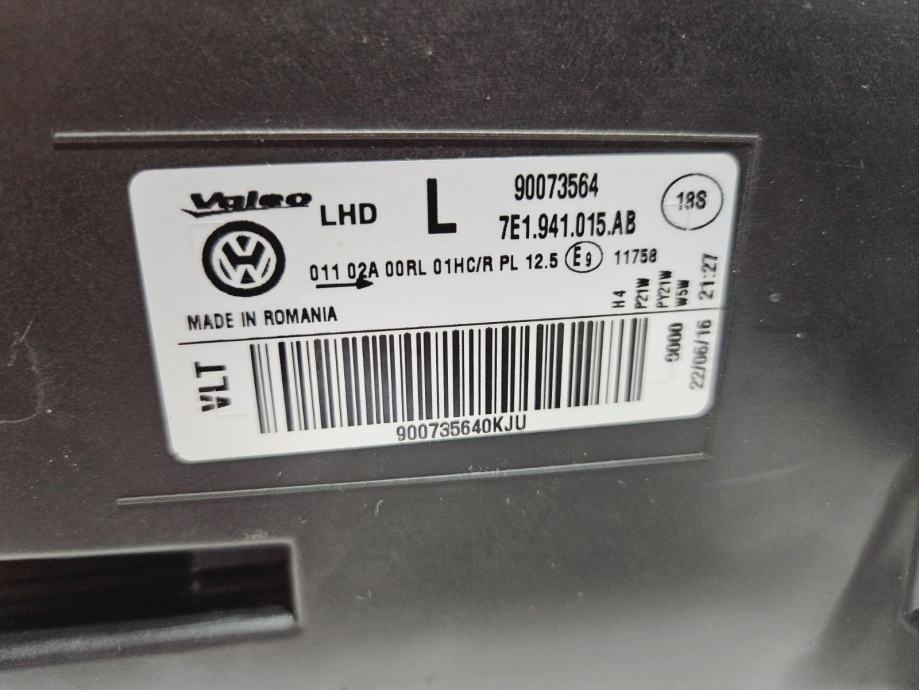 Valeo
LHD
L
90073564
7E1.941.015.AB
18S
011 02A 00RL 01HC/R PL 12.5 E9 11758
MADE IN ROMANIA
H4
P21W
PY21W
W5W
VLT
900735640KJU
0000
22/06/16 21:27